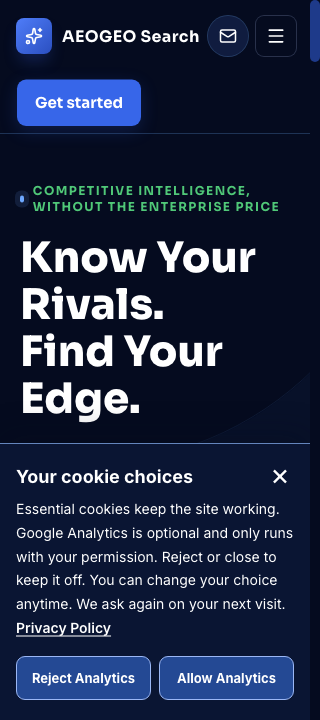 AEOGEO Search
Get started
COMPETITIVE INTELLIGENCE,
WITHOUT THE ENTERPRISE PRICE
Know Your
Rivals.
Find Your
Edge.
Your cookie choices
Essential cookies keep the site working.
Google Analytics is optional and only runs
with your permission. Reject or close to
keep it off. You can change your choice
anytime. We ask again on your next visit.
Privacy Policy
Reject Analytics
Allow Analytics